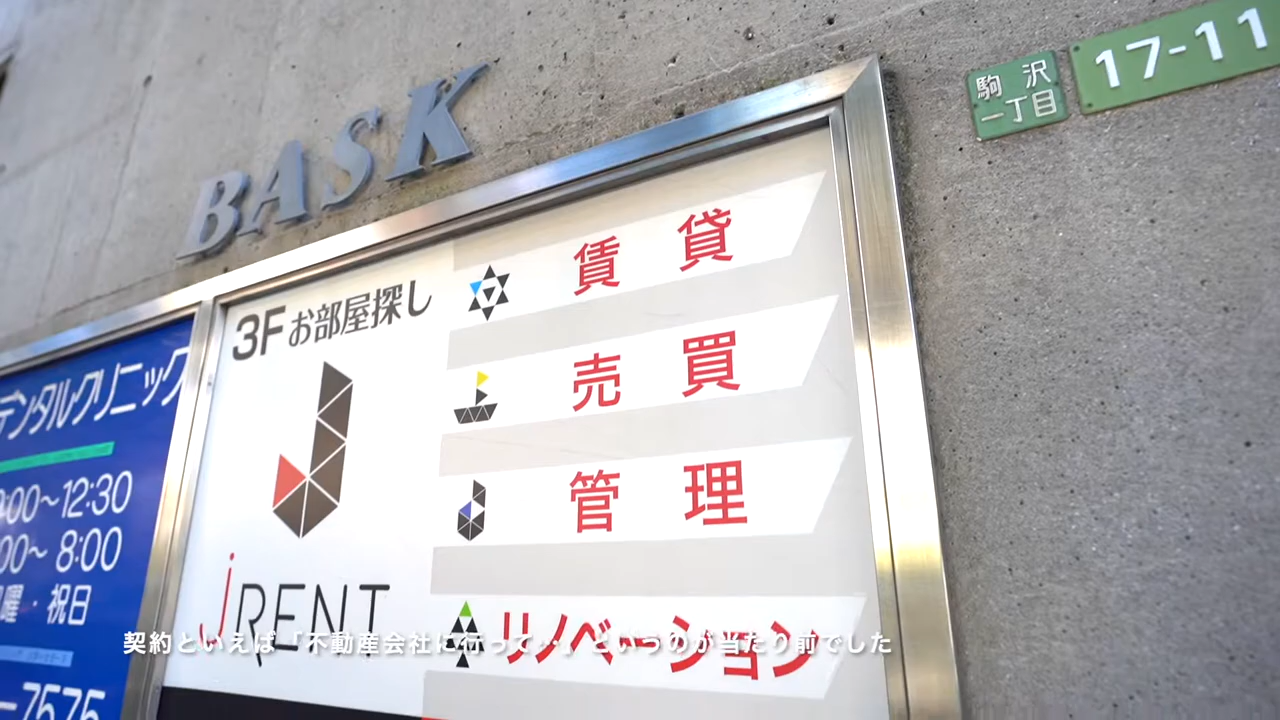 BASK
駒沢
一丁目
17-11
デンタルクリニック
9:00〜12:30
00〜 8:00
曜・祝日
-7575
3F お部屋探し
jRENT
賃貸
売買
管理
リノベーション
契約といえば「不動産会社に行って…」というのが当たり前でした